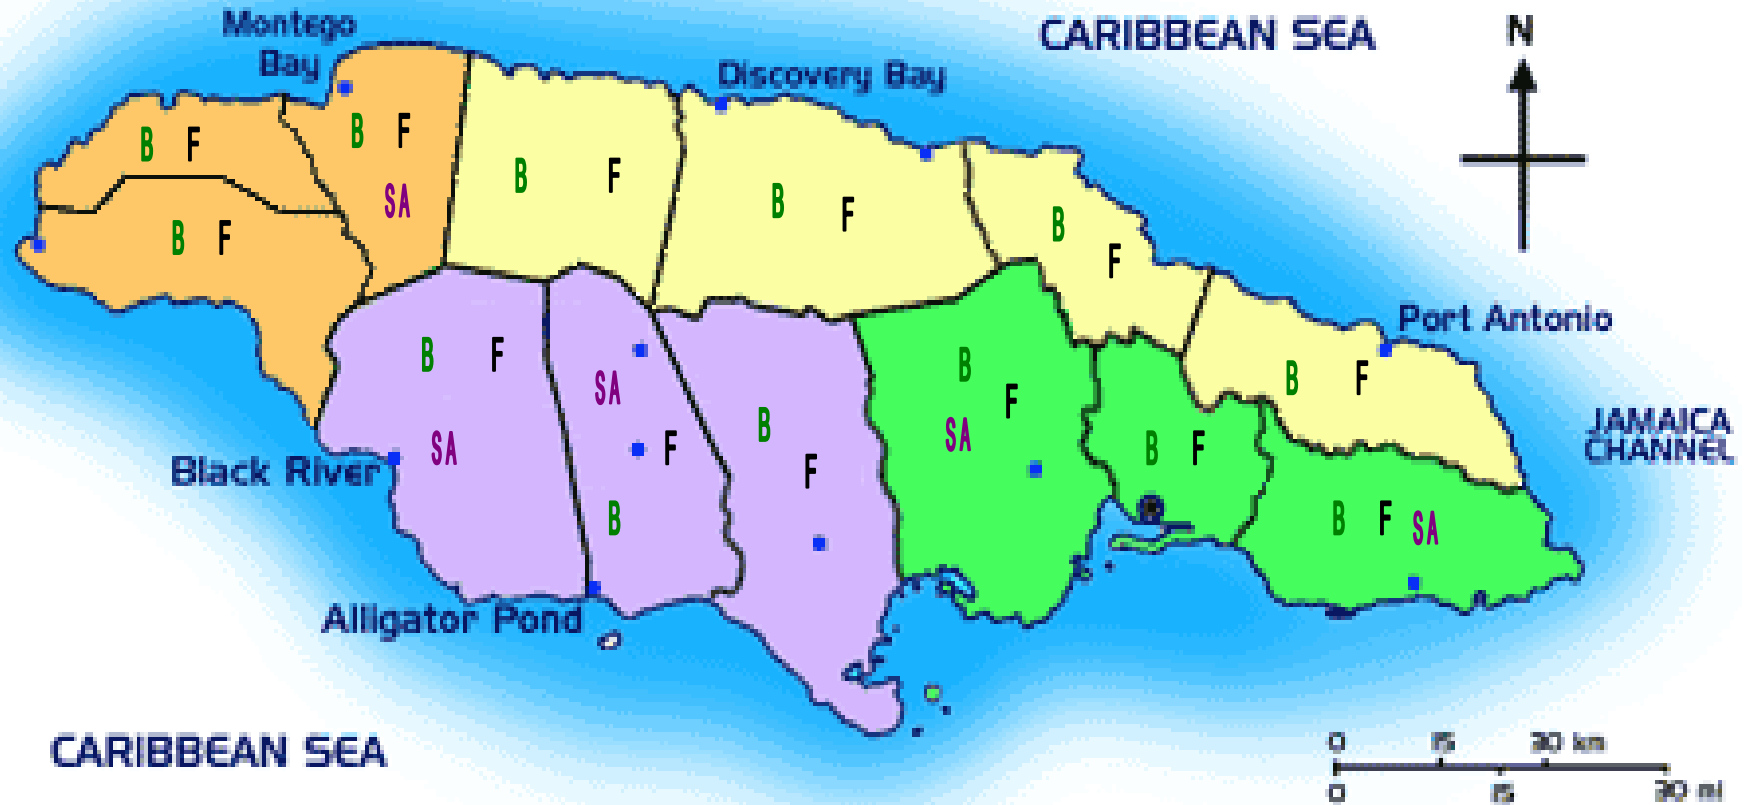 Montego
Bay
CARIBBEAN SEA
N
Discovery Bay
B F
B F
SA
B F
B F
B F
B F
B F
Port Antonio
B F
JAMAICA
CHANNEL
B F
SA
SA
F
B
B
F
B
F
SA
B F
B F SA
Black River
Alligator Pond
CARIBBEAN SEA
0 15 30 km
0 15 30 mi